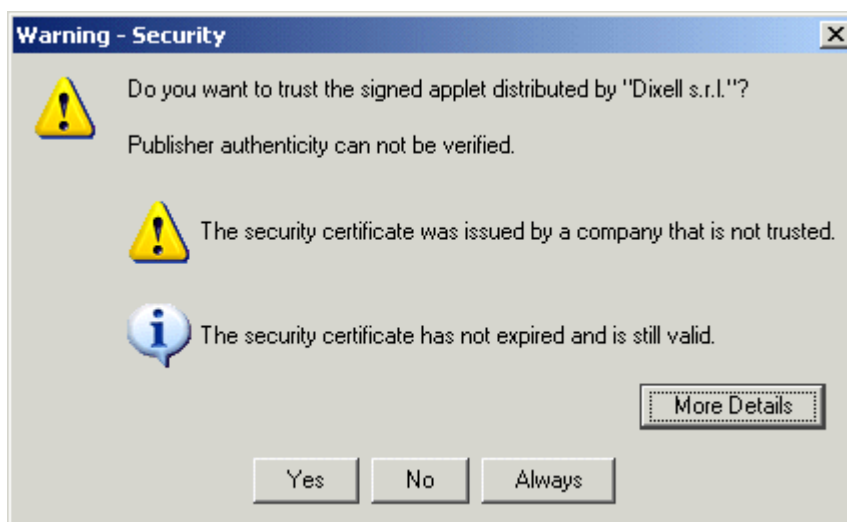 Warning - Security
Do you want to trust the signed applet distributed by "Dixell s.r.l."?
Publisher authenticity can not be verified.
The security certificate was issued by a company that is not trusted.
The security certificate has not expired and is still valid.
More Details
Yes No Always